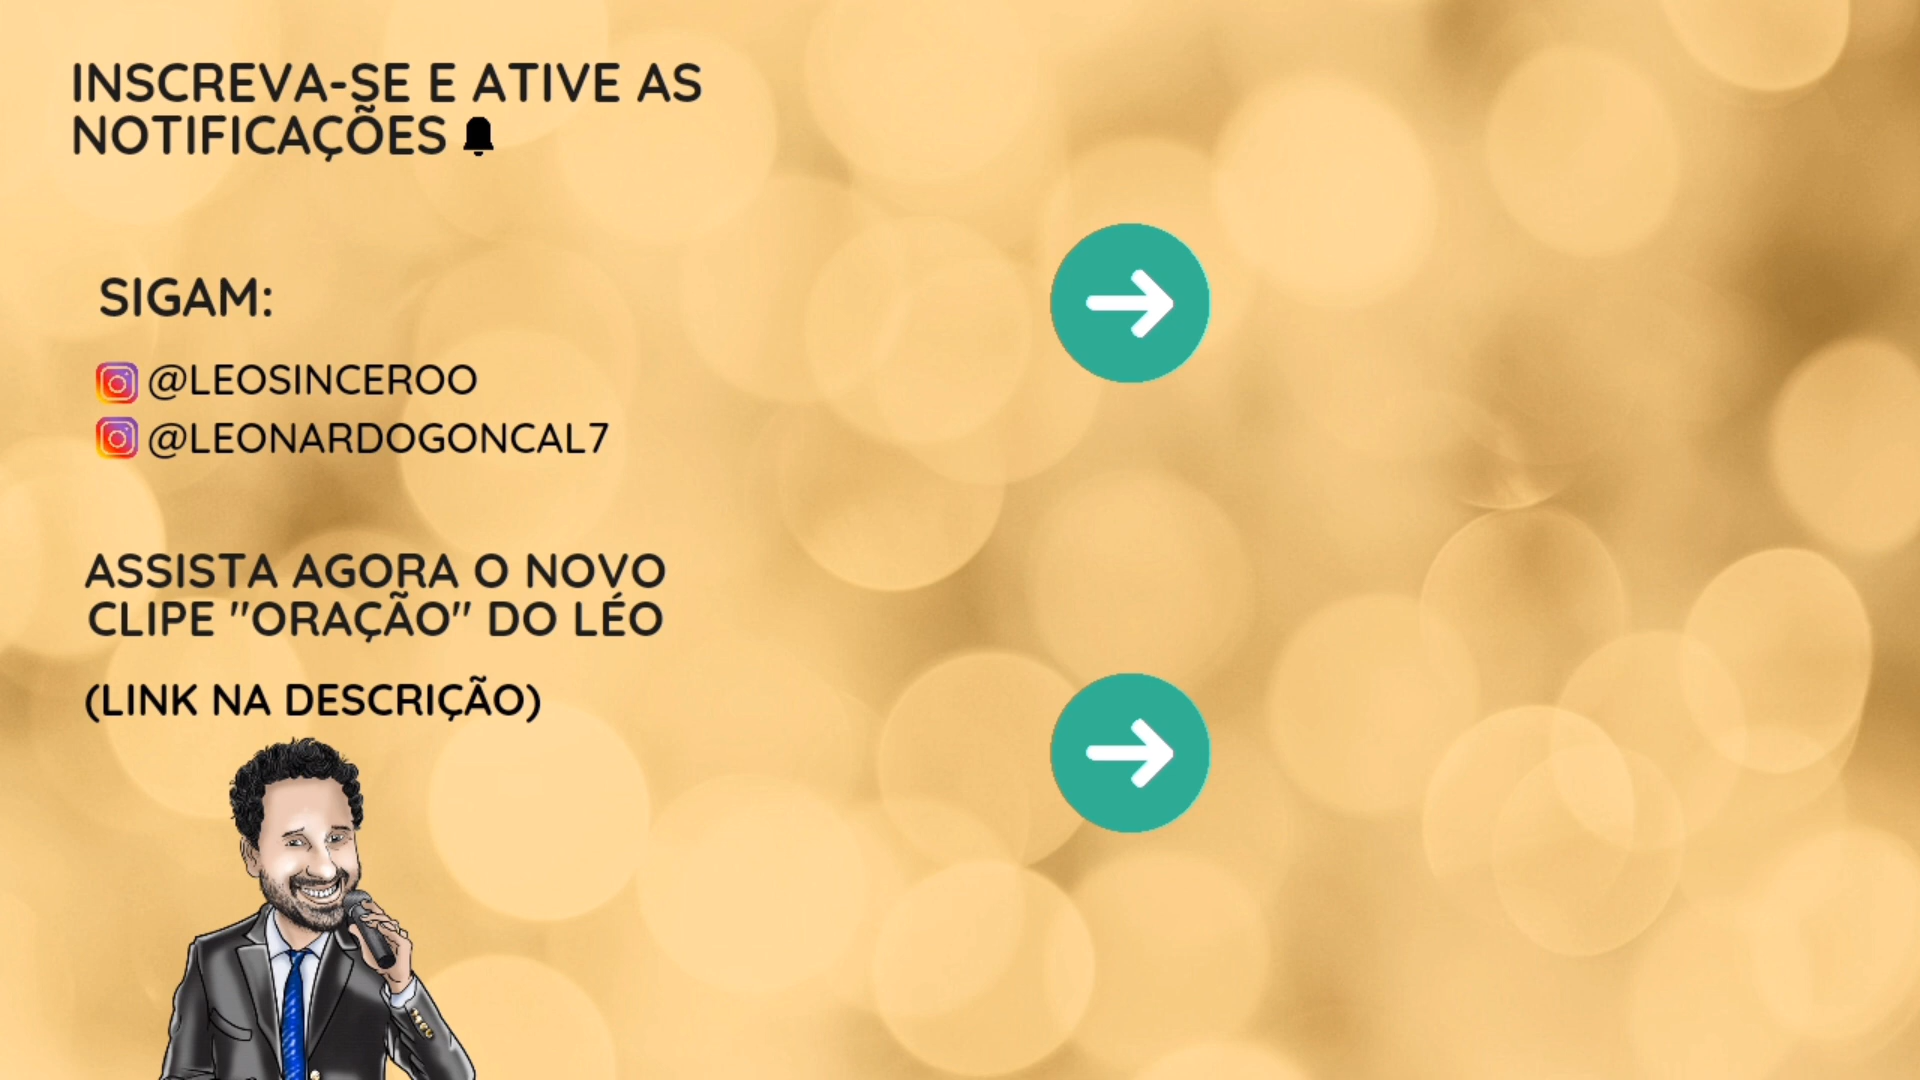 INSCREVA-SE E ATIVE AS
NOTIFICAÇÕES
SIGAM:
@LEOSINCEROO
@LEONARDOGONCAL7
ASSISTA AGORA O NOVO
CLIPE "ORAÇÃO" DO LÉO
(LINK NA DESCRIÇÃO)